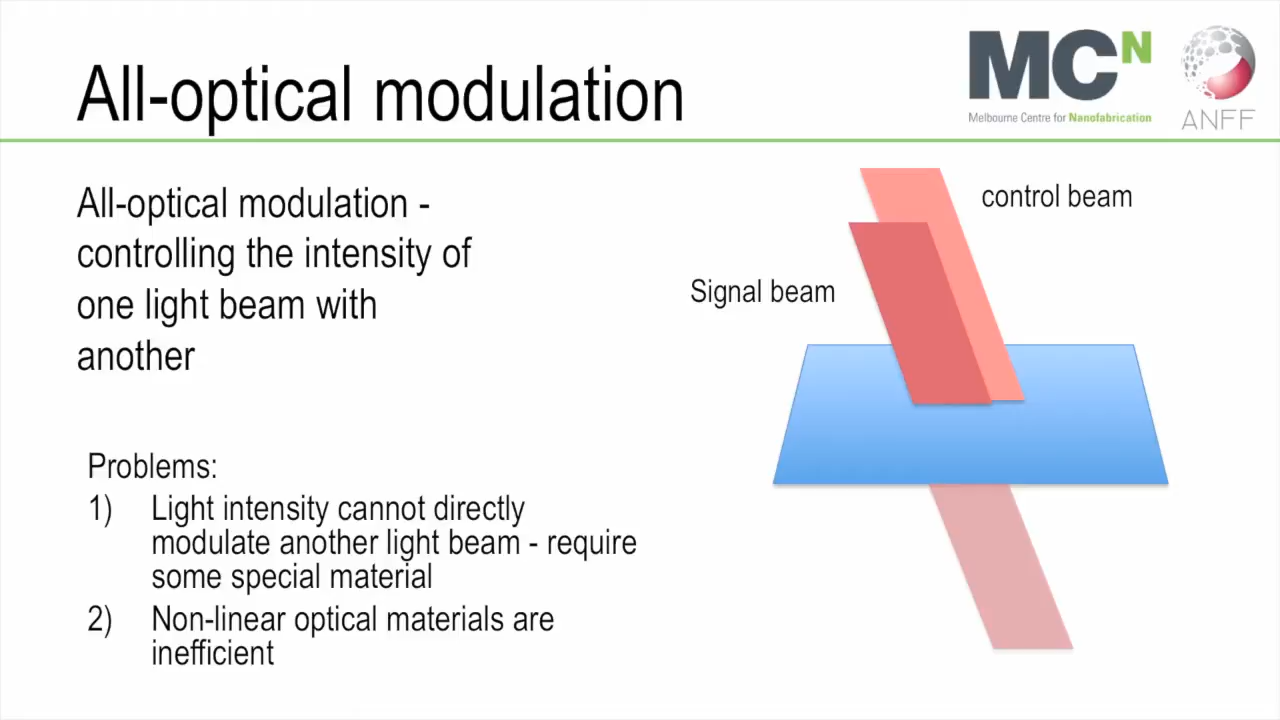 All-optical modulation
MCN
Melbourne Centre for Nanofabrication
ANFF
All-optical modulation -
controlling the intensity of
one light beam with
another
control beam
Signal beam
Problems:
1) Light intensity cannot directly
modulate another light beam - require
some special material
2) Non-linear optical materials are
inefficient